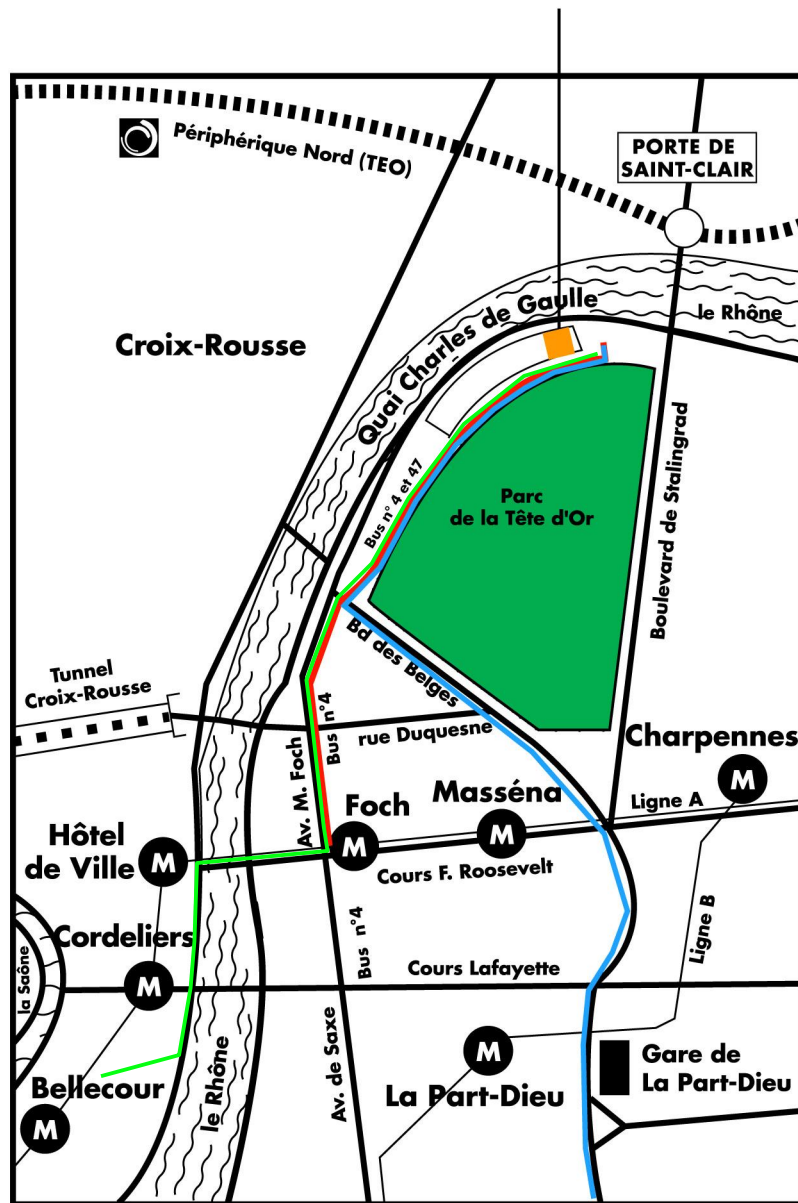 Périphérique Nord (TEO)
PORTE DE
SAINT-CLAIR
le Rhône
Quai Charles de Gaulle
Croix-Rousse
Bus n° 4 et 47
Parc
de la Tête d'Or
Boulevard de Stalingrad
Bd des Belges
Tunnel
Croix-Rousse
Bus n°4
rue Duquesne
Av. M. Foch
Charpennes
M
Masséna
M
Ligne A
Foch
M
Hôtel
de Ville
M
Cours F. Roosevelt
Cordeliers
M
Ligne B
Bus n°4
Cours Lafayette
la Saône
Bellecour
M
le Rhône
Av. de Saxe
M
La Part-Dieu
Gare de
La Part-Dieu